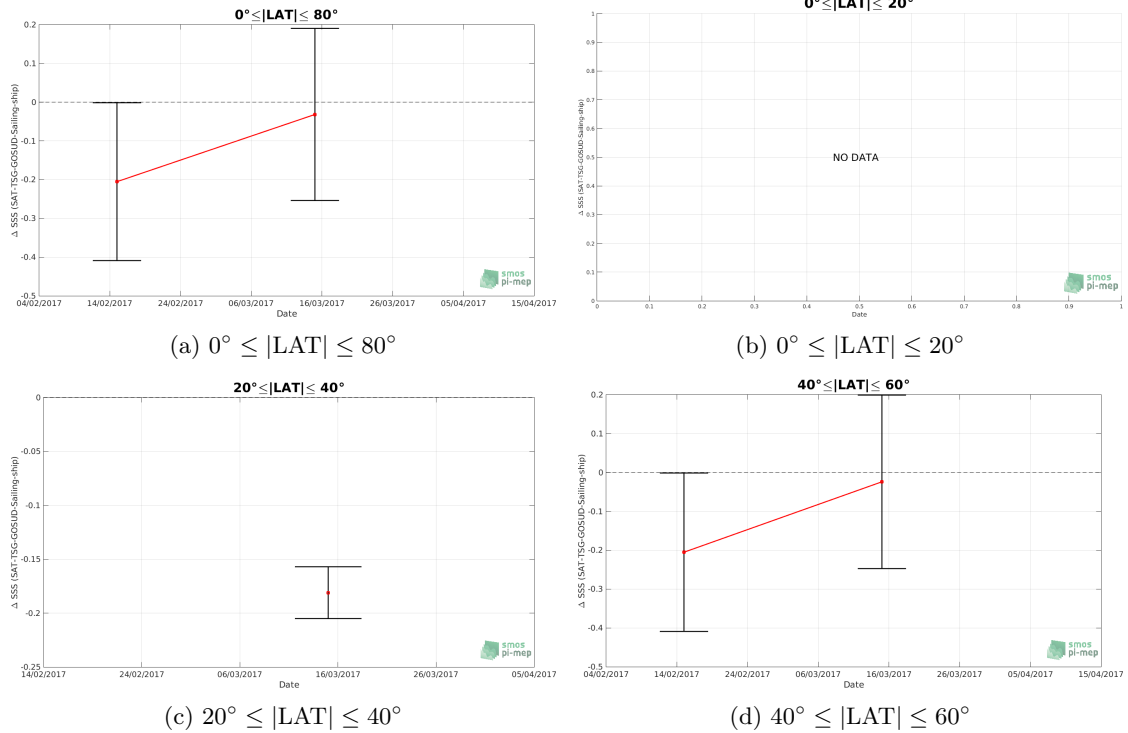 0°≤|LAT|≤ 80°
0.2
0.1
0
-0.1
-0.2
-0.3
-0.4
-0.5
Δ SSS (SAT-TSG-GOSUD-Sailing-ship)
04/02/2017 14/02/2017 24/02/2017 06/03/2017 16/03/2017 26/03/2017 05/04/2017 15/04/2017
Date
smos
pi-mep
(a) 0° ≤ |LAT| ≤ 80°
0°≤|LAT|≤ 20°
1
0.9
0.8
0.7
0.6
0.5
0.4
0.3
0.2
0.1
0
Δ SSS (SAT-TSG-GOSUD-Sailing-ship)
NO DATA
0 0.1 0.2 0.3 0.4 0.5 0.6 0.7 0.8 0.9 1
Date
smos
pi-mep
(b) 0° ≤ |LAT| ≤ 20°
20°≤|LAT|≤ 40°
0
-0.05
-0.1
-0.15
-0.2
-0.25
Δ SSS (SAT-TSG-GOSUD-Sailing-ship)
14/02/2017 24/02/2017 06/03/2017 16/03/2017 26/03/2017 05/04/2017
Date
smos
pi-mep
(c) 20° ≤ |LAT| ≤ 40°
40°≤|LAT|≤ 60°
0.2
0.1
0
-0.1
-0.2
-0.3
-0.4
-0.5
Δ SSS (SAT-TSG-GOSUD-Sailing-ship)
04/02/2017 14/02/2017 24/02/2017 06/03/2017 16/03/2017 26/03/2017 05/04/2017 15/04/2017
Date
smos
pi-mep
(d) 40° ≤ |LAT| ≤ 60°